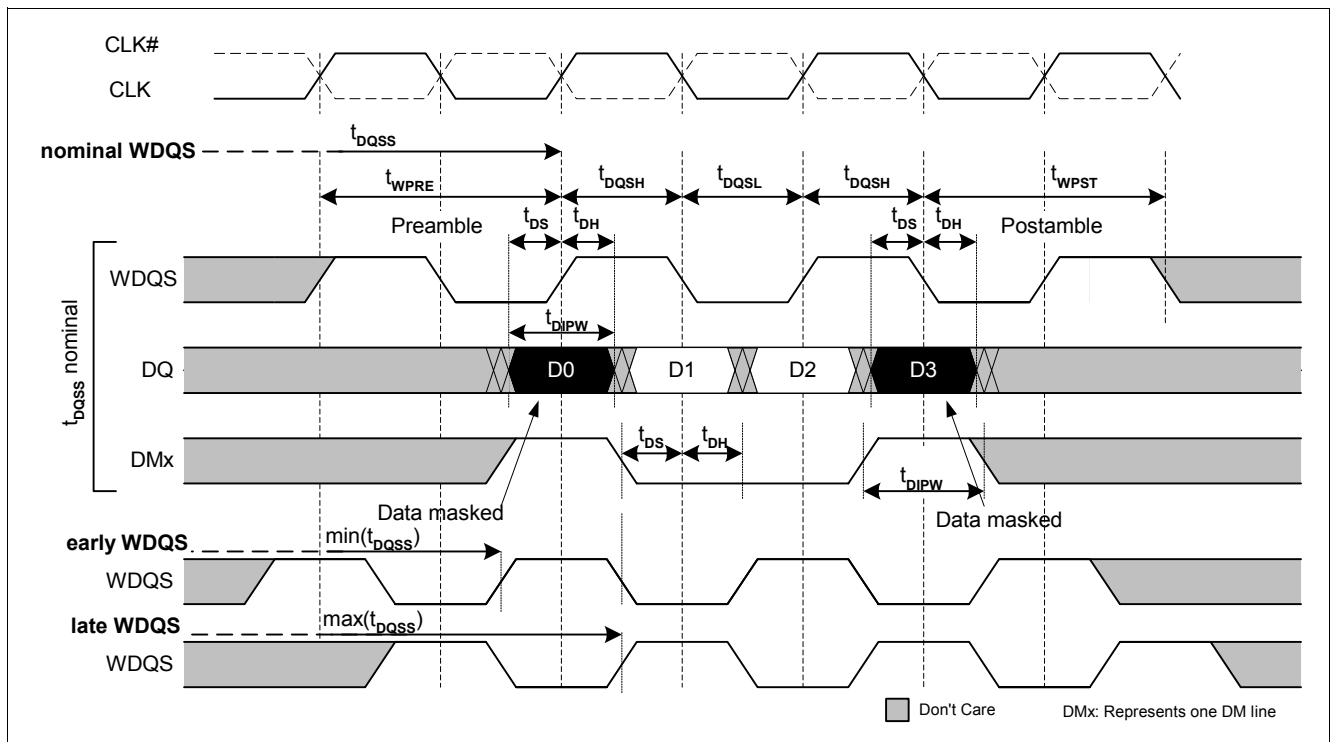 CLK#
CLK
nominal WDQS
tDQSS
tWPRE
tDQSH
tDQSL
tDQSH
tWPST
Preamble
tDS
tDH
tDS
tDH
Postamble
tDQSS nominal
WDQS
tDIPW
DQ
D0
D1
D2
D3
DMx
tDS
tDH
tDIPW
Data masked
Data masked
early WDQS
min(tDQSS)
WDQS
late WDQS
max(tDQSS)
WDQS
Don't Care
DMx: Represents one DM line